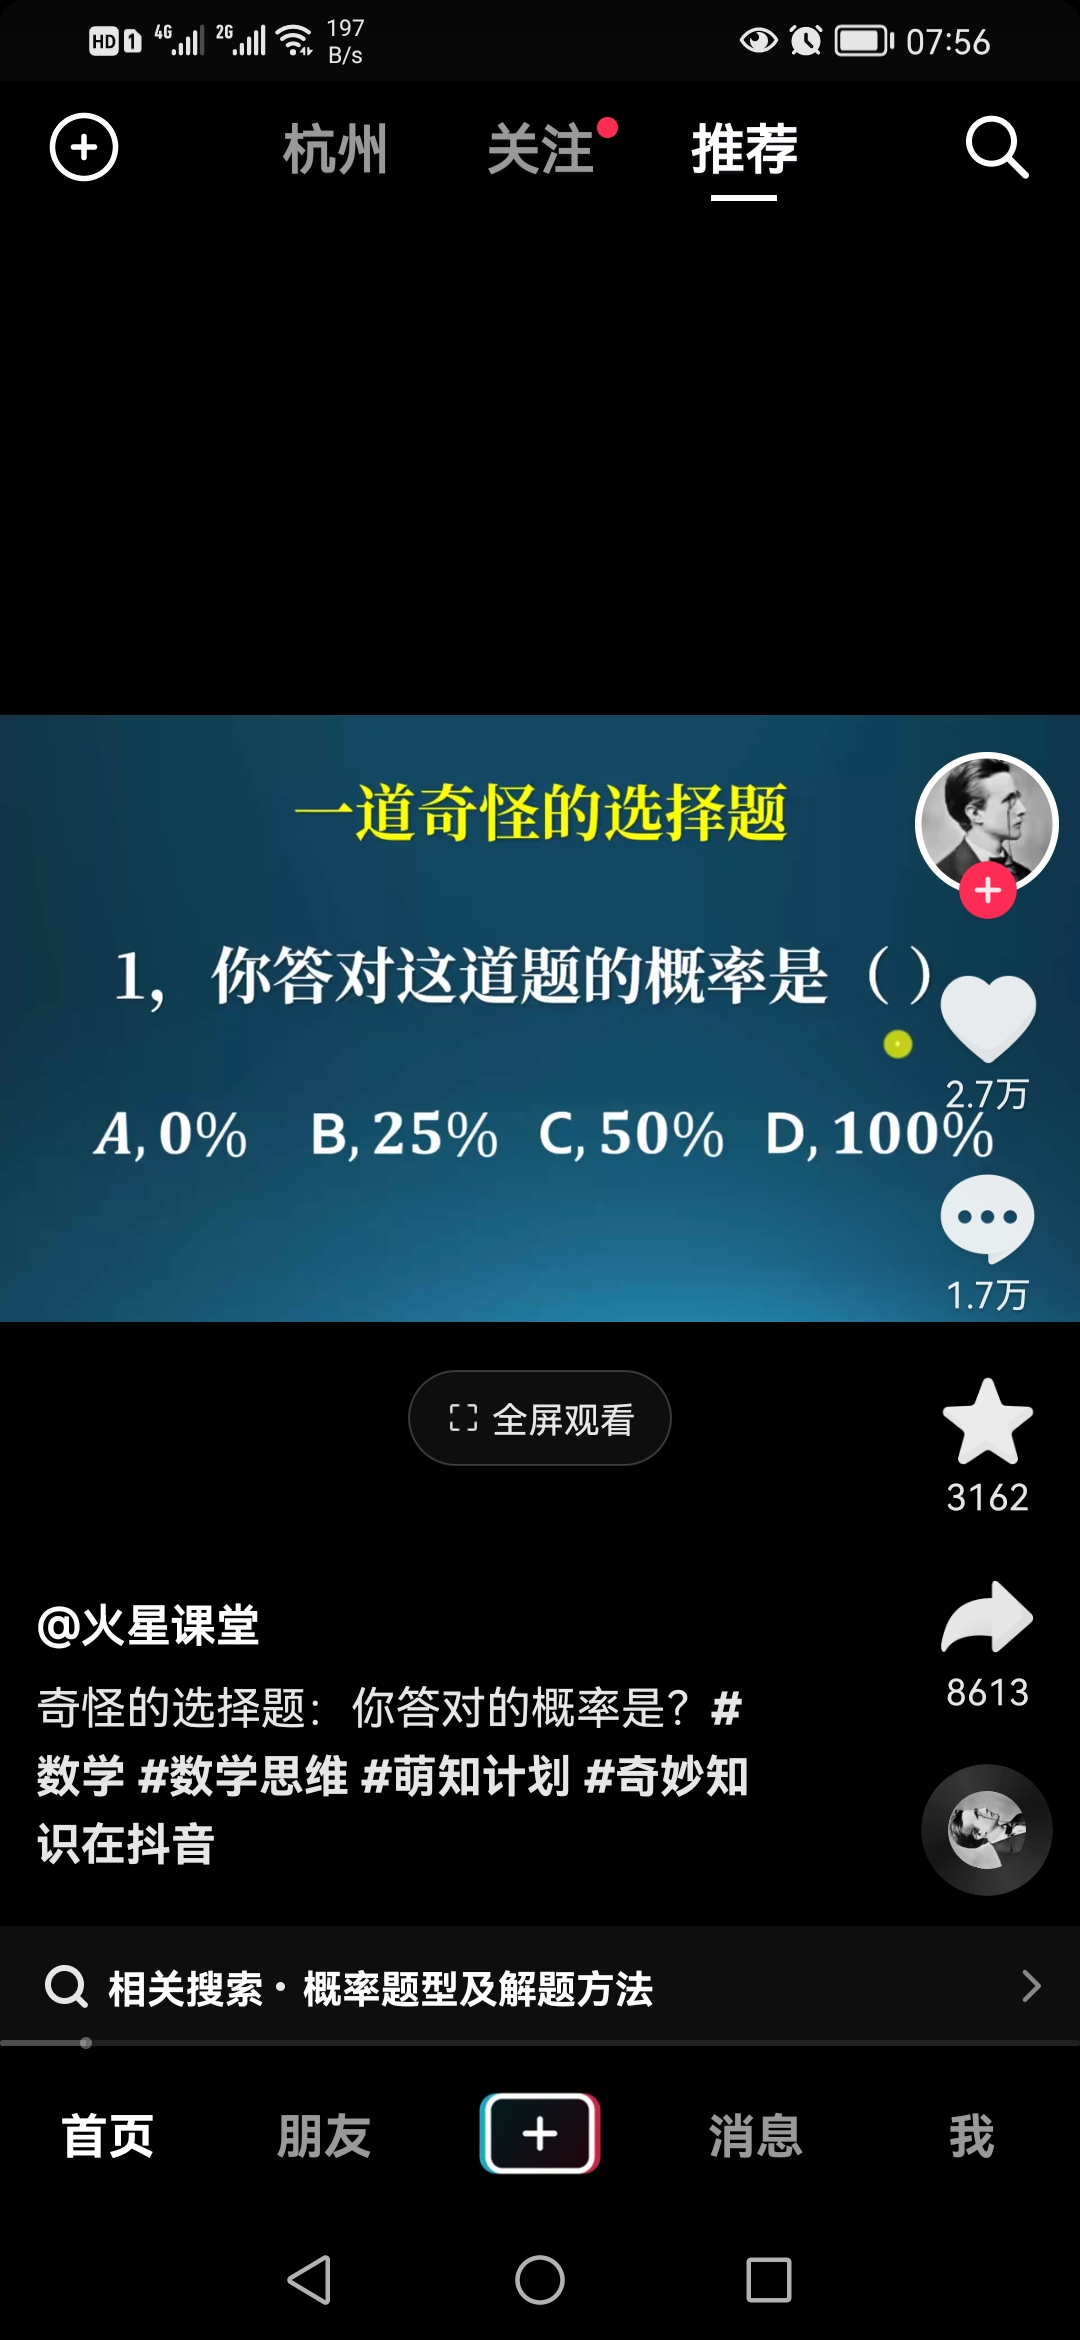 HD 1 4G 2G 197 B/s 07:56
杭州 关注 推荐
一道奇怪的选择题
1, 你答对这道题的概率是（ ）
2.7万
A, 0% B, 25% C, 50% D, 100%
1.7万
全屏观看
3162
@火星课堂
8613
奇怪的选择题：你答对的概率是？#
数学 #数学思维 #萌知计划 #奇妙知
识在抖音
相关搜索·概率题型及解题方法
首页 朋友 消息 我